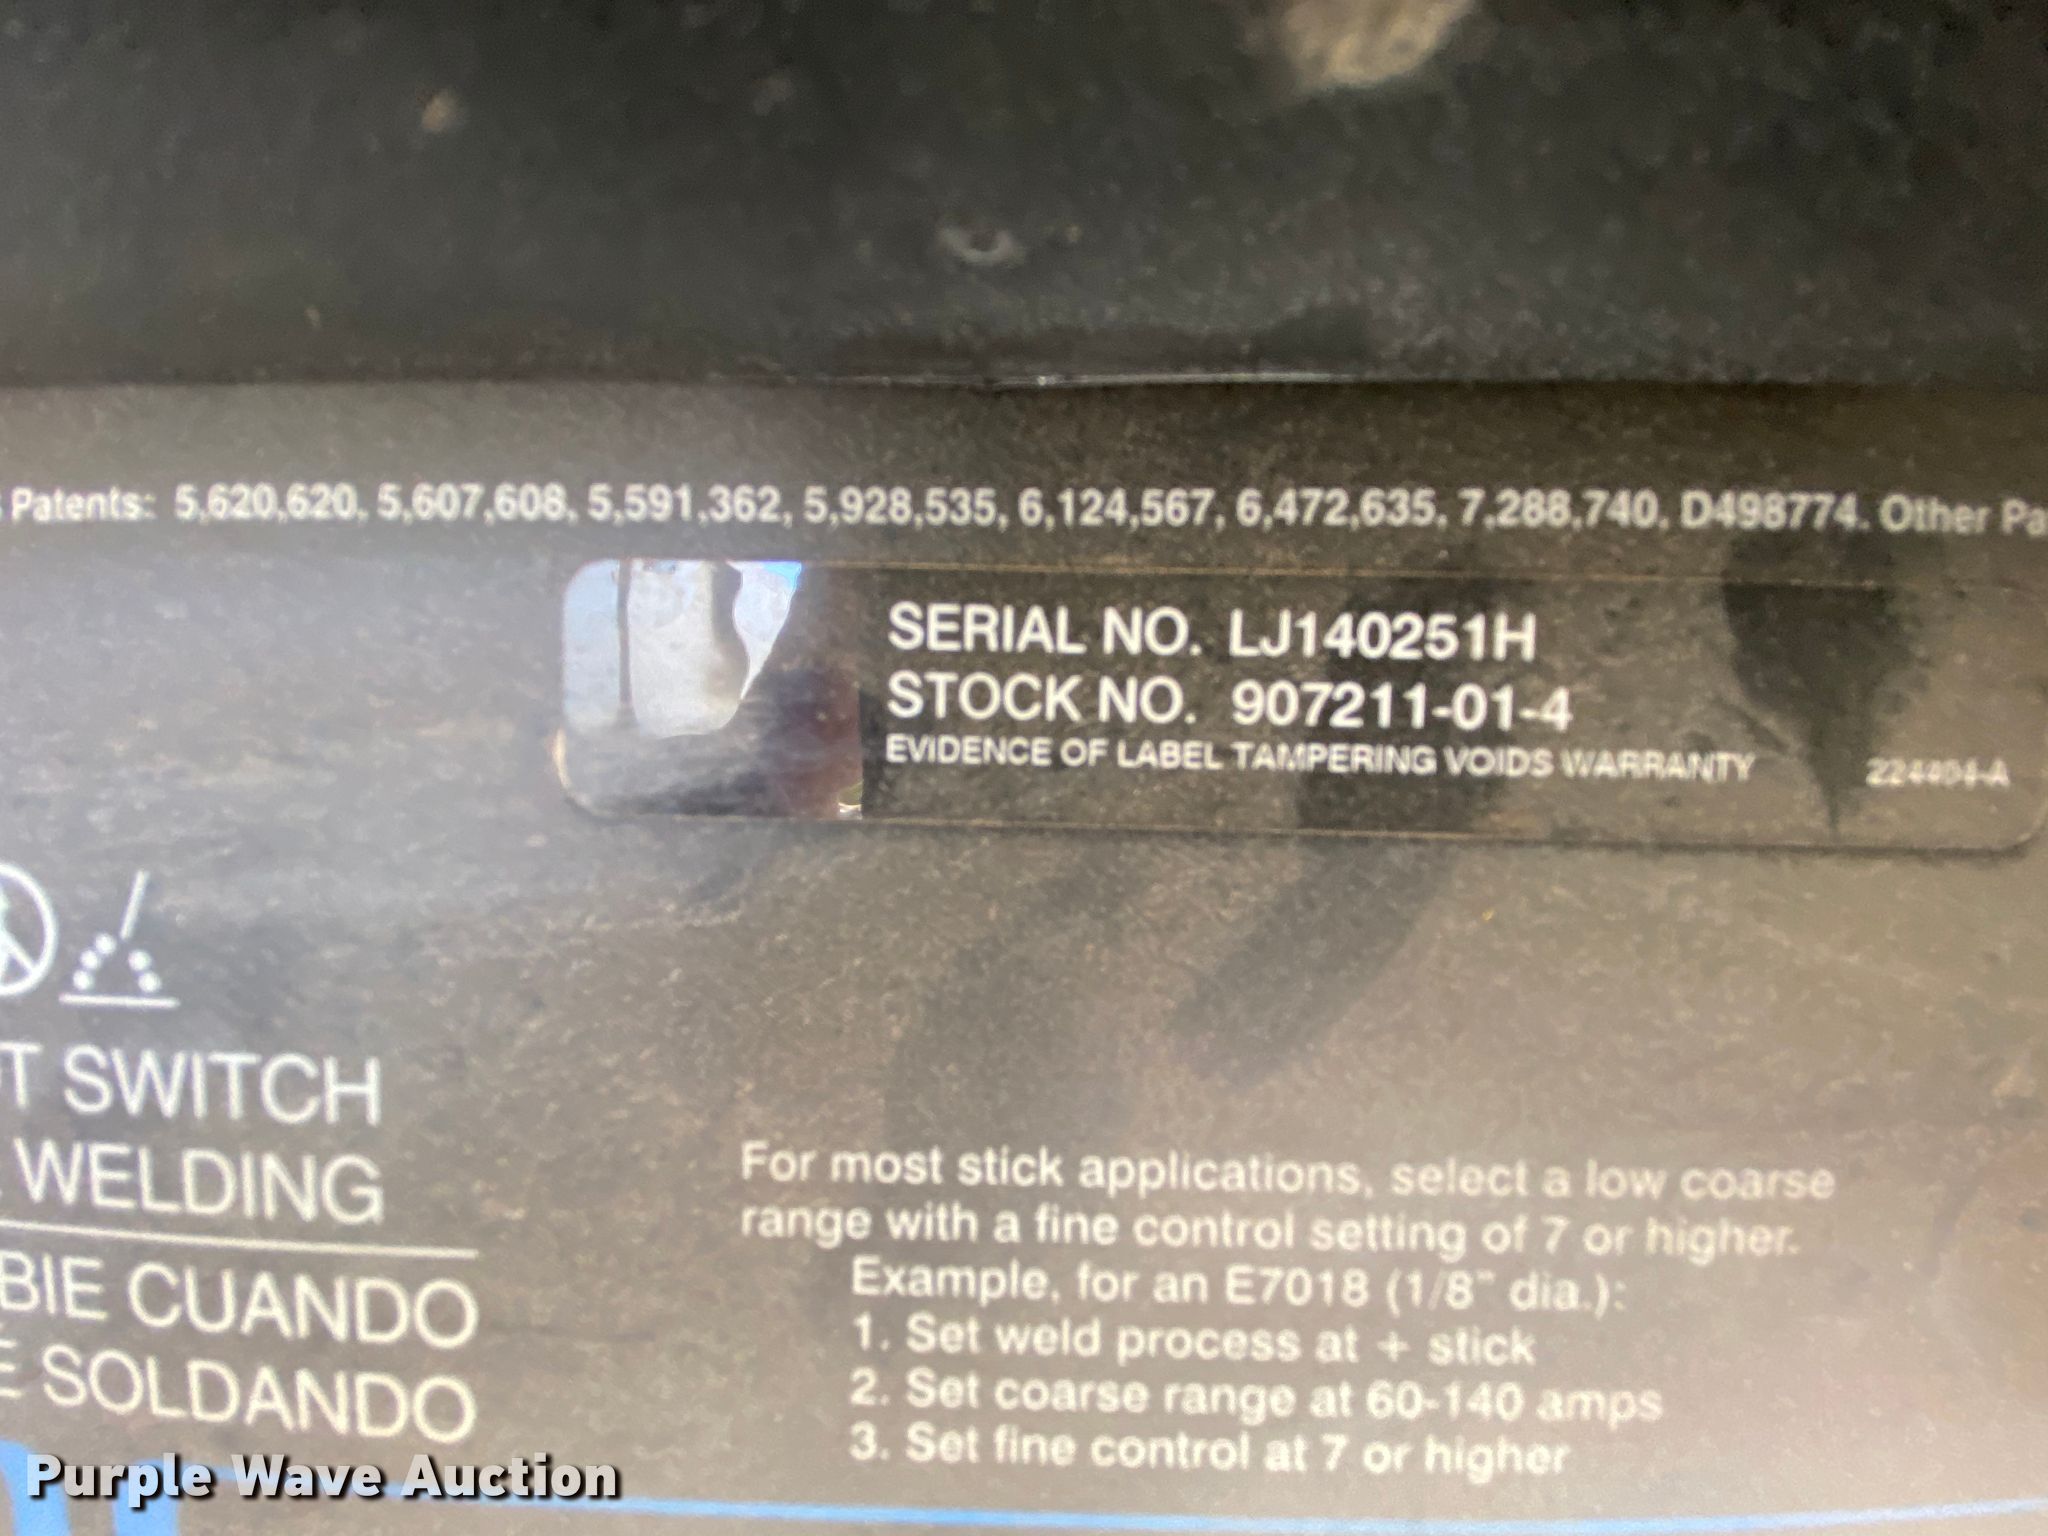 Patents: 5,620,620, 5,607,608, 5,591,362, 5,928,535, 6,124,567, 6,472,635, 7,288,740, D498774. Other Pa
SERIAL NO. LJ140251H
STOCK NO. 907211-01-4
EVIDENCE OF LABEL TAMPERING VOIDS WARRANTY
SWITCH
WELDING
CUANDO
SOLDANDO
For most stick applications, select a low coarse
range with a fine control setting of 7 or higher.
Example, for an E7018 (1/8" dia.):
1. Set weld process at + stick
2. Set coarse range at 60-140 amps
3. Set fine control at 7 or higher
Purple Wave Auction